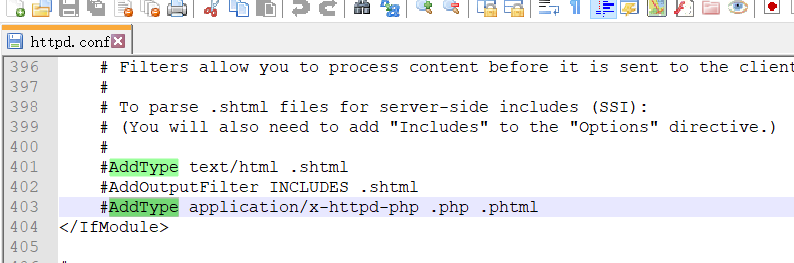 httpd.conf
396 # Filters allow you to process content before it is sent to the client
397 #
398 # To parse .shtml files for server-side includes (SSI):
399 # (You will also need to add "Includes" to the "Options" directive.)
400 #
401 #AddType text/html .shtml
402 #AddOutputFilter INCLUDES .shtml
403 #AddType application/x-httpd-php .php .phtml
404 </IfModule>
405